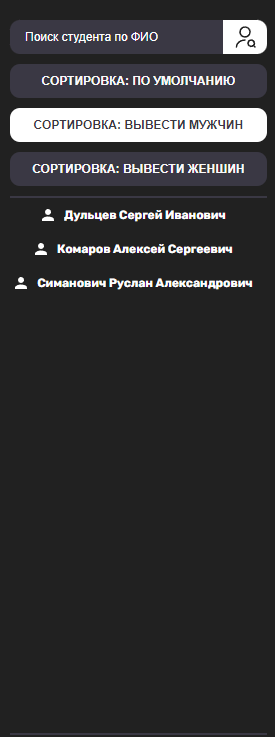 Поиск студента по ФИО
СОРТИРОВКА: ПО УМОЛЧАНИЮ
СОРТИРОВКА: ВЫВЕСТИ МУЖЧИН
СОРТИРОВКА: ВЫВЕСТИ ЖЕНЩИН
Дульцев Сергей Иванович
Комаров Алексей Сергеевич
Симанович Руслан Александрович